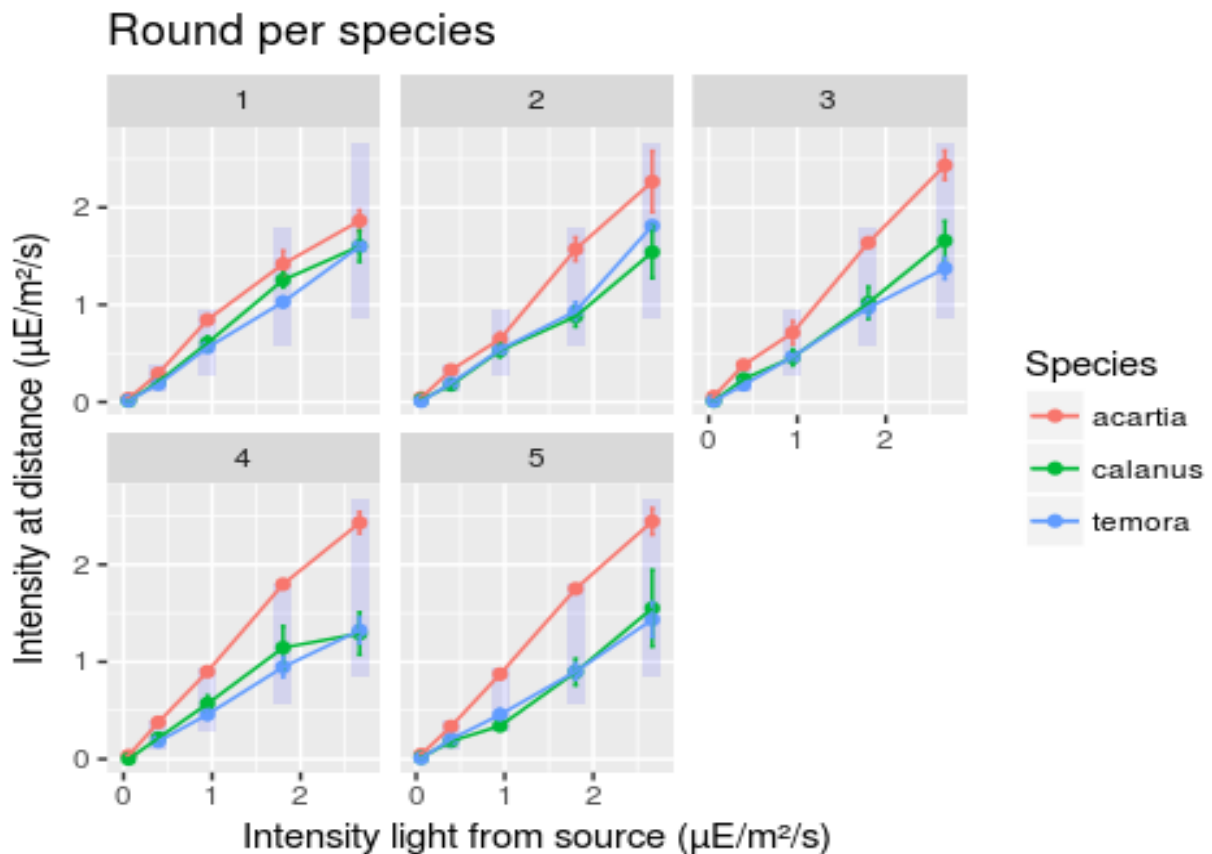 Round per species
1
2
3
2
1
0
0 1 2
4
5
2
1
0
0 1 2
0 1 2
Intensity at distance (µE/m²/s)
Intensity light from source (µE/m²/s)
Species
acartia
calanus
temora